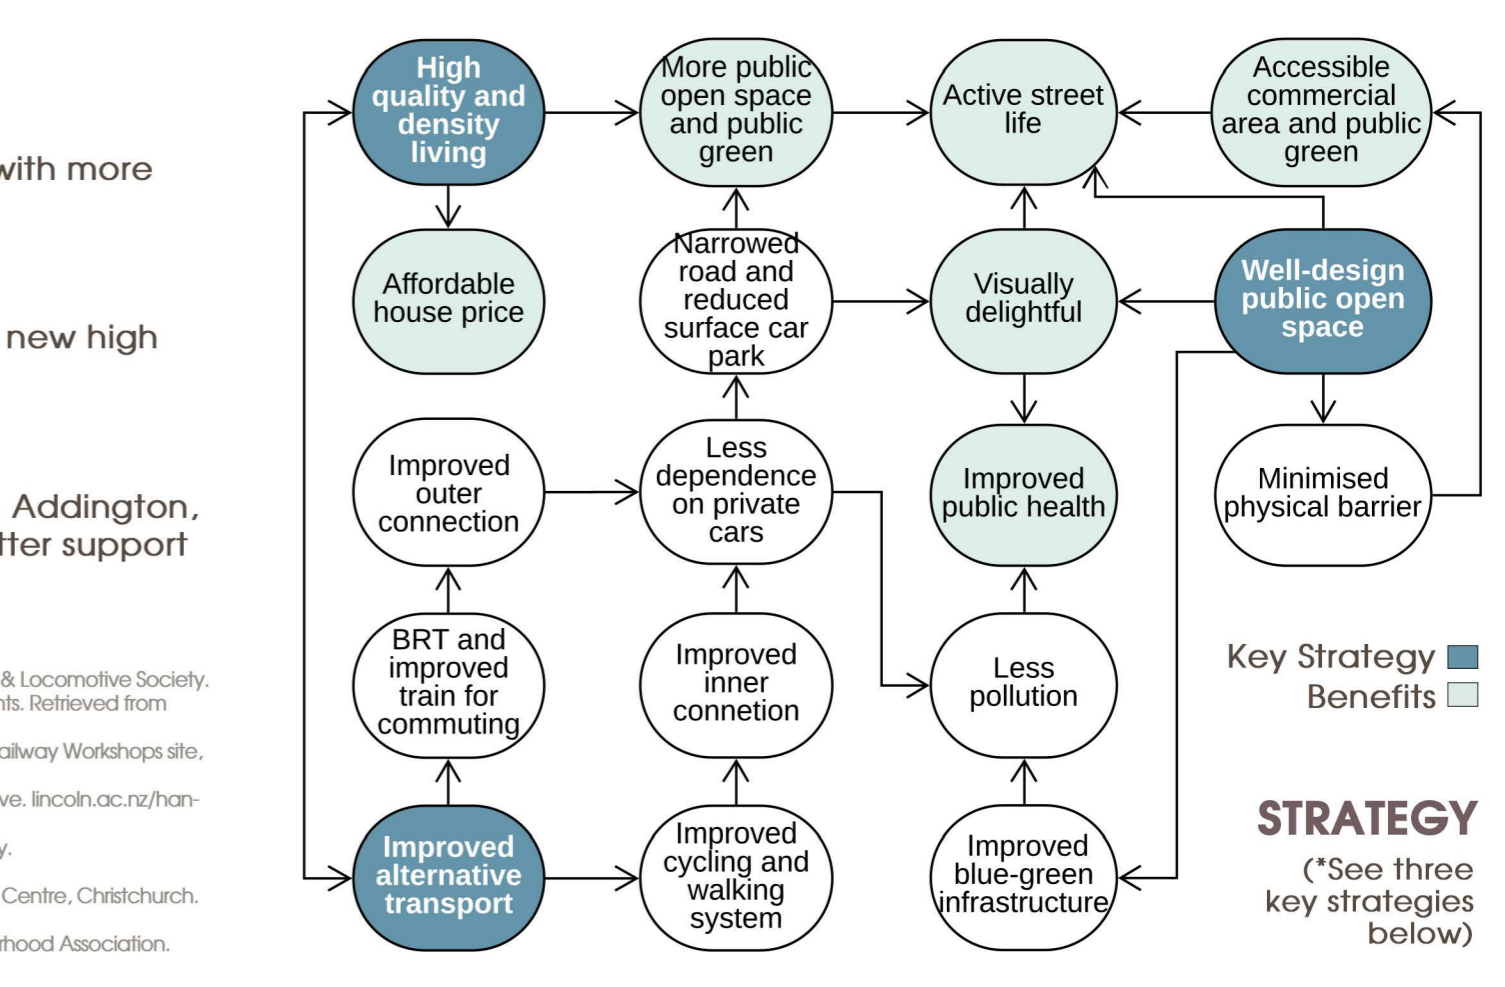 with more
new high
Addington,
tter support
& Locomotive Society.
nts. Retrieved from
ailway Workshops site,
ve. lincoln.ac.nz/han-
y.
Centre, Christchurch.
rhood Association.
High
quality and
density
living
More public
open space
and public
green
Active street
life
Accessible
commercial
area and public
green
Affordable
house price
Narrowed
road and
reduced
surface car
park
Visually
delightful
Well-design
public open
space
Improved
outer
connection
Less
dependence
on private
cars
Improved
public health
Minimised
physical barrier
BRT and
improved
train for
commuting
Improved
inner
connetion
Less
pollution
Key Strategy
Benefits
Improved
alternative
transport
Improved
cycling and
walking
system
Improved
blue-green
infrastructure
STRATEGY
(*See three
key strategies
below)